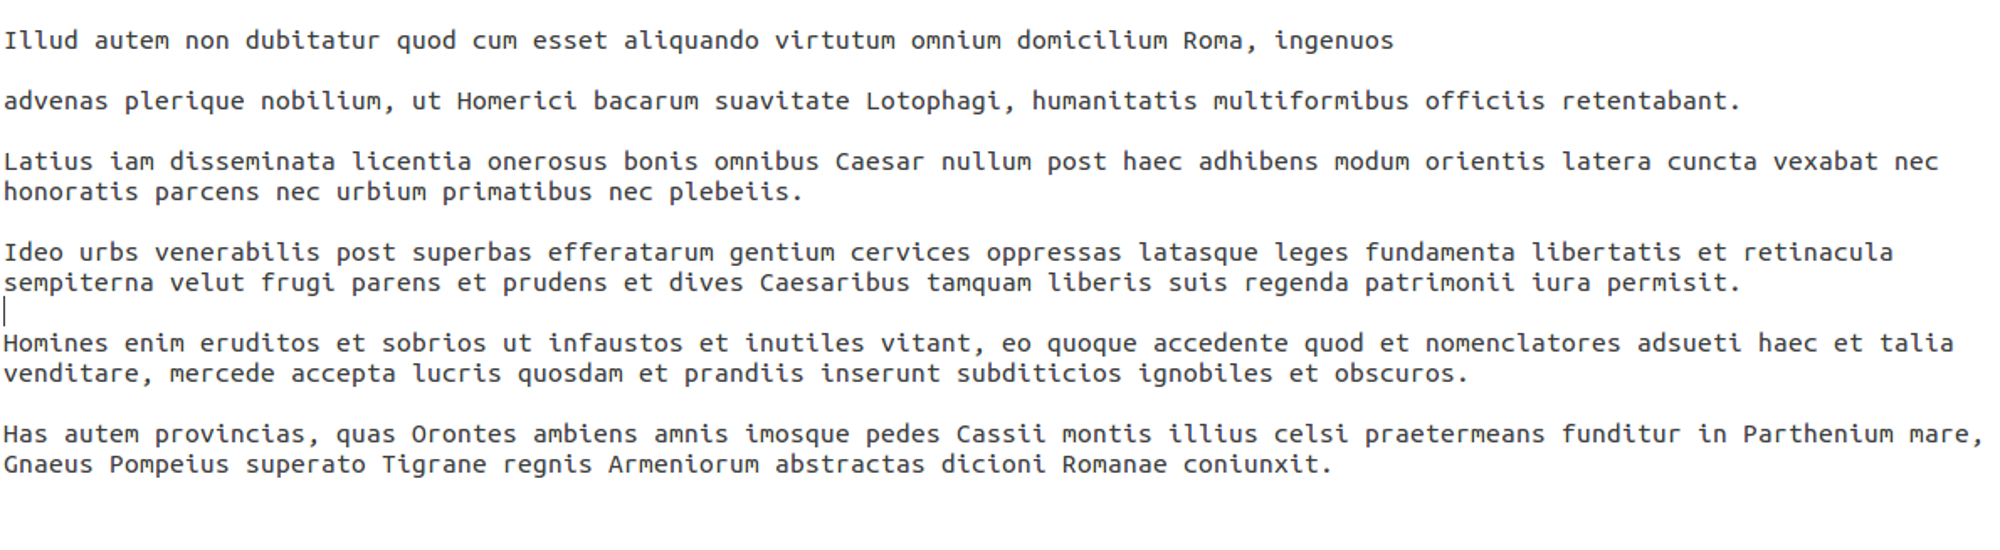 Illud autem non dubitatur quod cum esset aliquando virtutum omnium domicilium Roma, ingenuos
advenas plerique nobilium, ut Homerici bacarum suavitate Lotophagi, humanitatis multiformibus officiis retentabant.
Latius iam disseminata licentia onerosus bonis omnibus Caesar nullum post haec adhibens modum orientis latera cuncta vexabat nec
honoratis parcens nec urbium primatibus nec plebeiis.
Ideo urbs venerabilis post superbas efferatarum gentium cervices oppressas latasque leges fundamenta libertatis et retinacula
sempiterna velut frugi parens et prudens et dives Caesaribus tamquam liberis suis regenda patrimonii iura permisit.
Homines enim eruditos et sobrios ut infaustos et inutiles vitant, eo quoque accedente quod et nomenclatores adsueti haec et talia
venditare, mercede accepta lucris quosdam et prandiis inserunt subditicios ignobiles et obscuros.
Has autem provincias, quas Orontes ambiens amnis imosque pedes Cassii montis illius celsi praetermeans funditur in Parthenium mare,
Gnaeus Pompeius superato Tigrane regnis Armeniorum abstractas dicioni Romanae coniunxit.